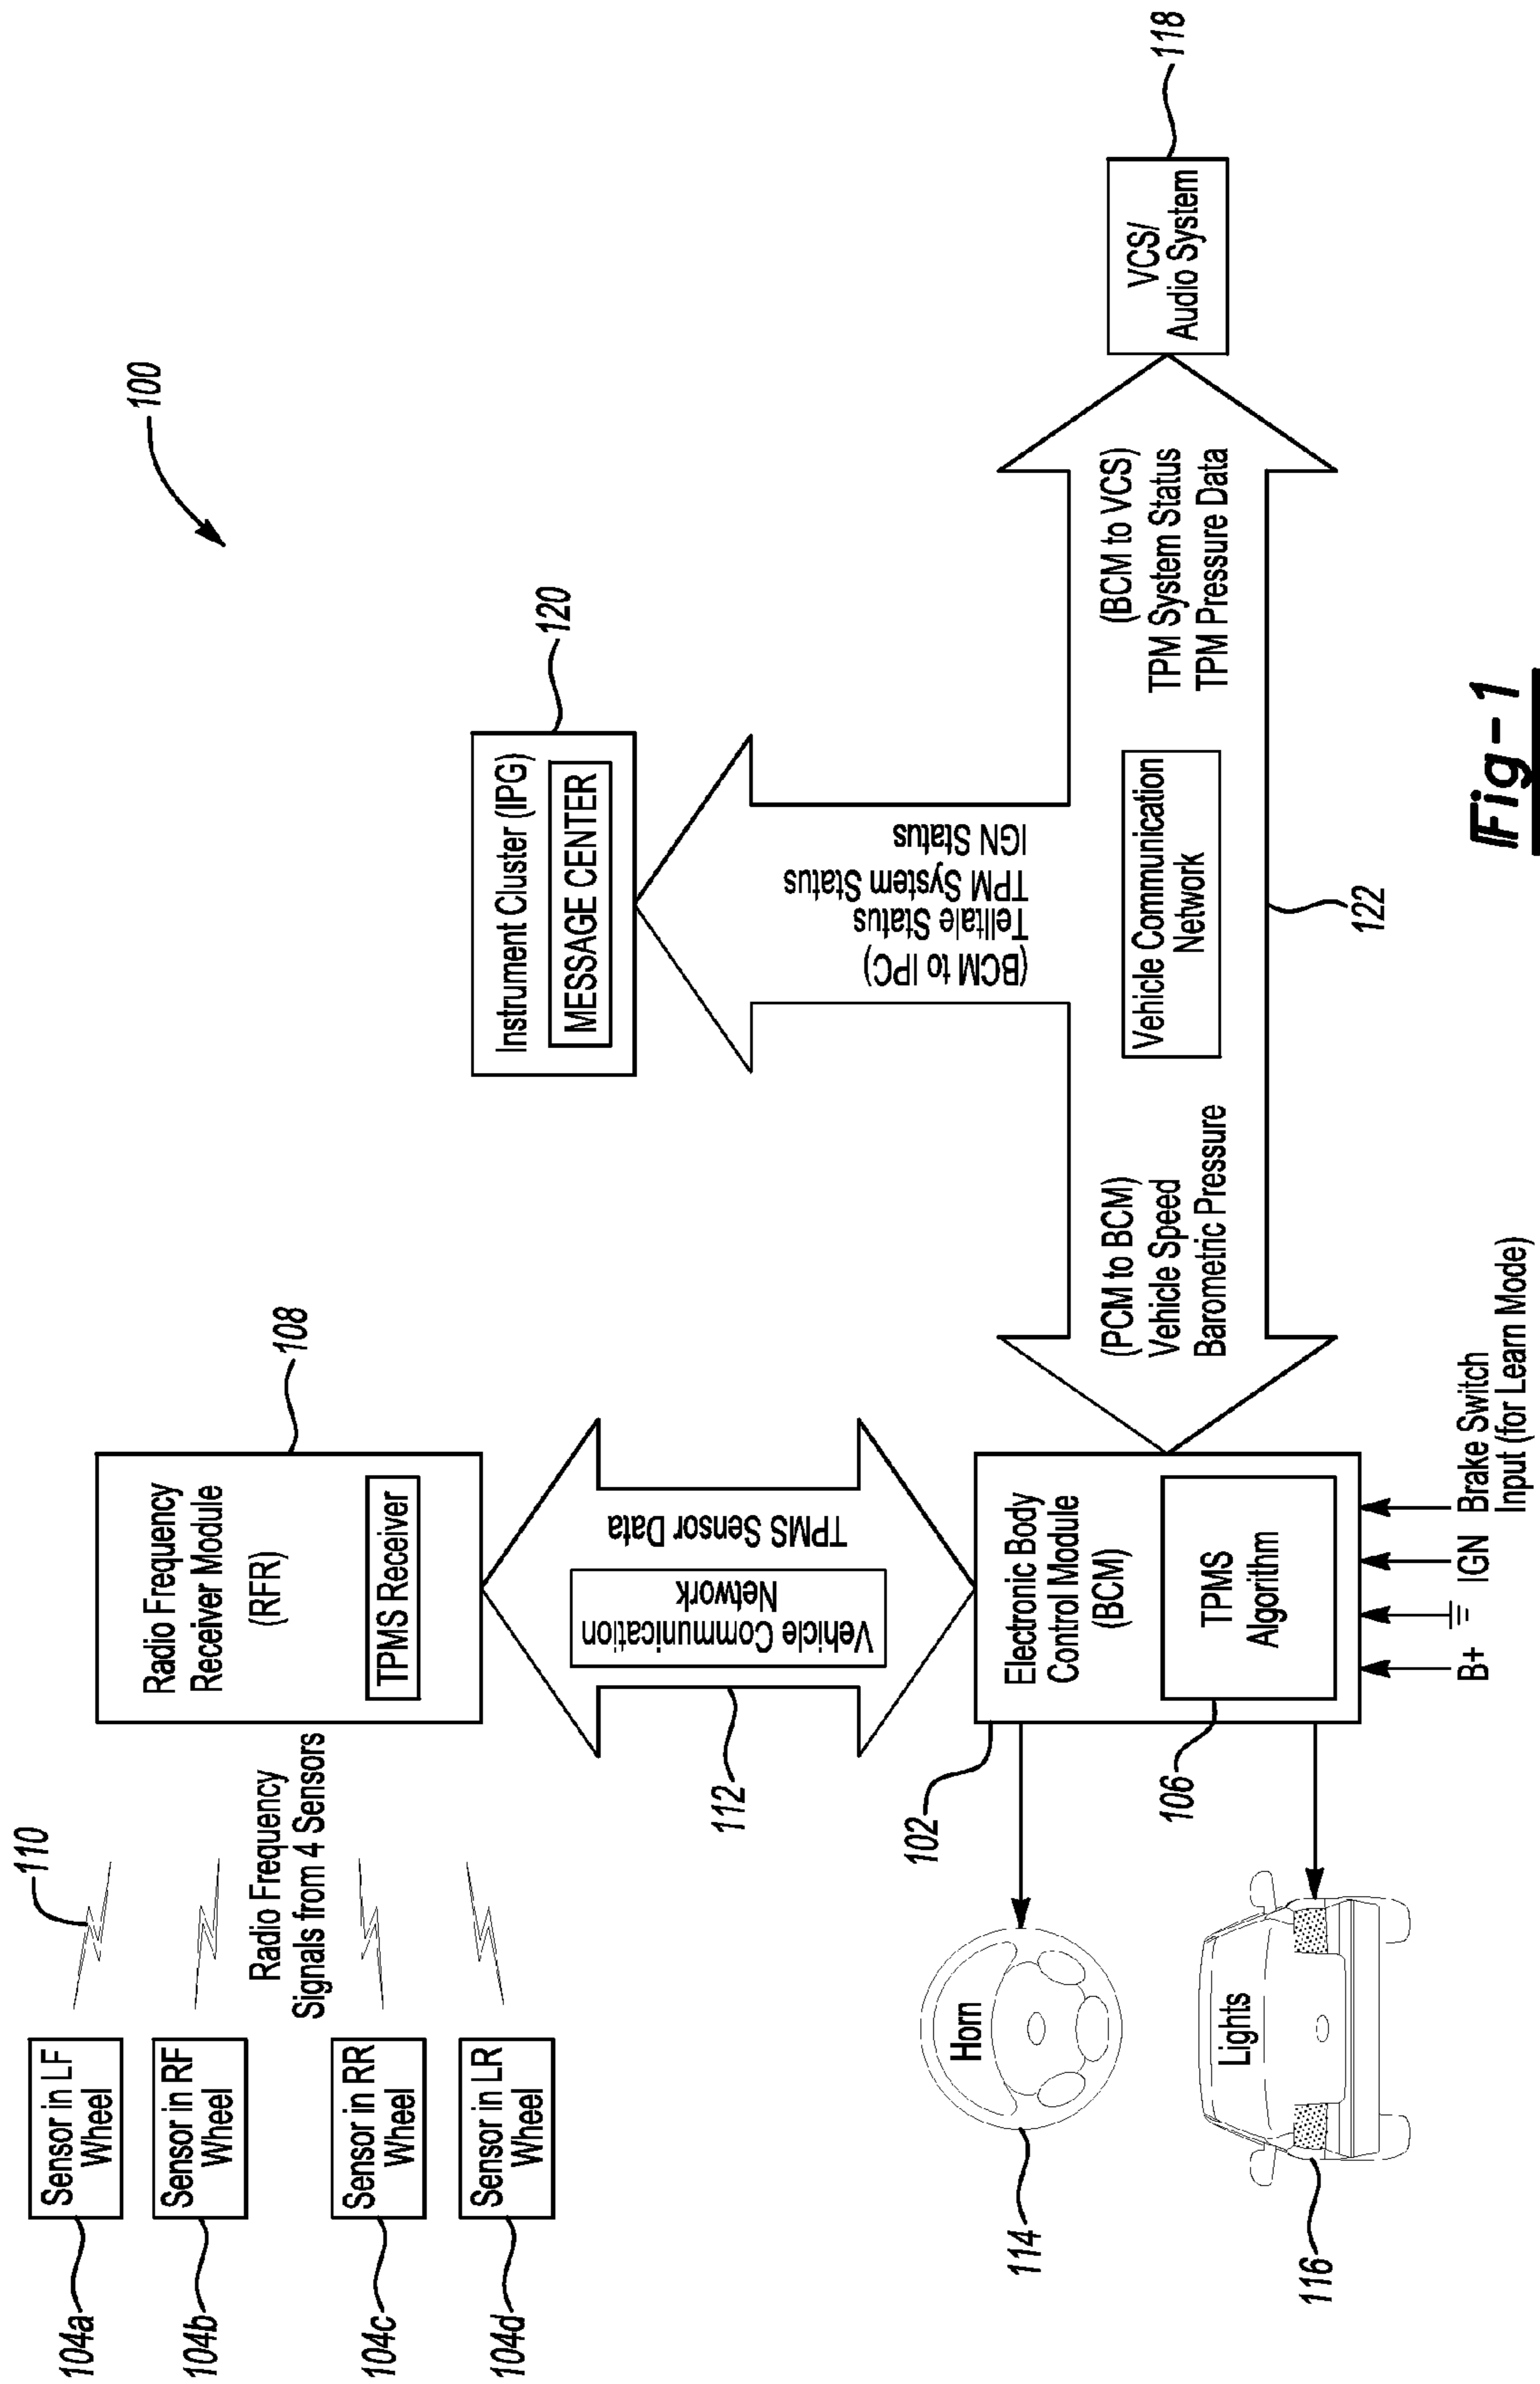 100
104a
Sensor in LF
Wheel
104b
Sensor in RF
Wheel
104c
Sensor in RR
Wheel
104d
Sensor in LR
Wheel
110
Radio Frequency
Signals from 4 Sensors
108
Radio Frequency
Receiver Module
(RFR)
TPMS Receiver
112
Vehicle Communication
Network
TPMS Sensor Data
120
Instrument Cluster (IPG)
MESSAGE CENTER
(BCM to IPC)
Telltale Status
TPM System Status
IGN Status
102
Electronic Body
Control Module
(BCM)
106
TPMS
Algorithm
114
Horn
116
Lights
B+
IGN
Brake Switch
Input (for Learn Mode)
(PCM to BCM)
Vehicle Speed
Barometric Pressure
Vehicle Communication
Network
122
(BCM to VCS)
TPM System Status
TPM Pressure Data
VCS/
Audio System
118
Fig-1